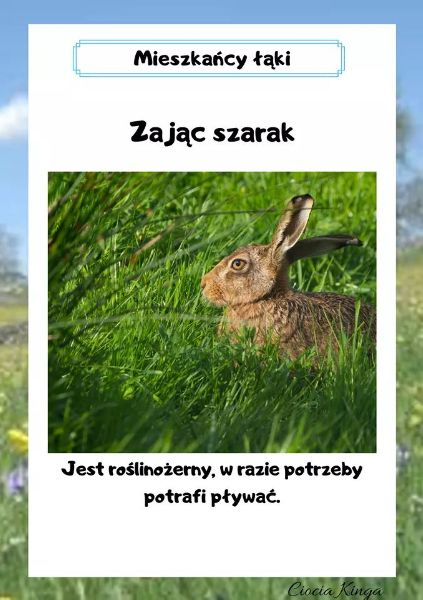 Mieszkańcy łąki
Zając szarak
Jest roślinożerny, w razie potrzeby
potrafi pływać.
Ciocia Kinga